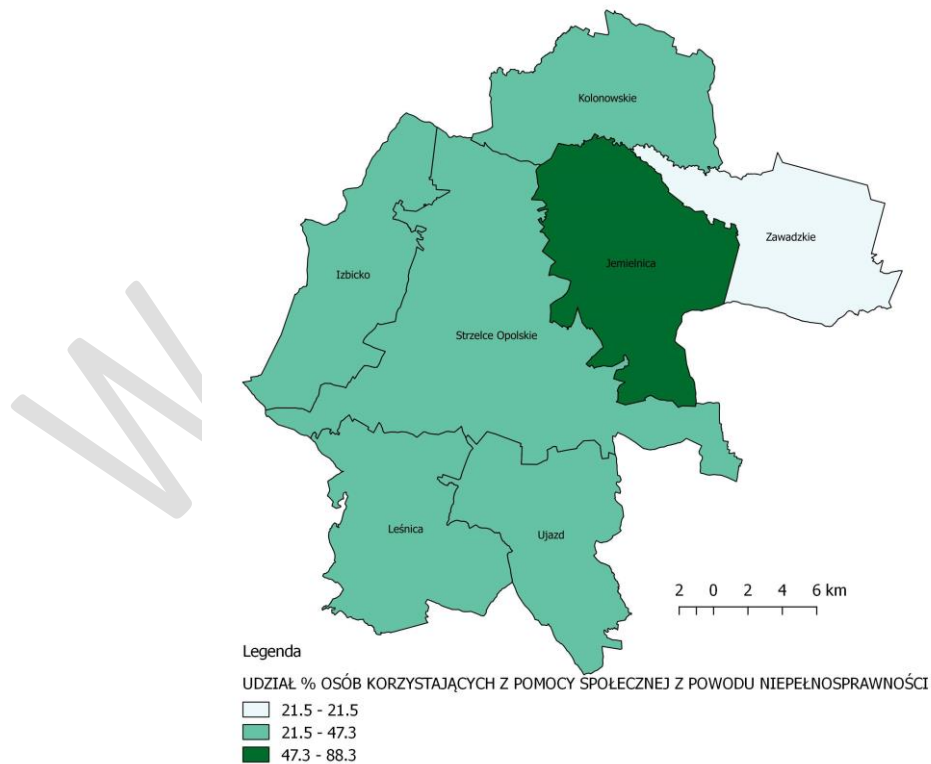 Kolonowskie
Zawadzkie
Jemielnica
Izbicko
Strzelce Opolskie
Leśnica
Ujazd
2 0 2 4 6 km
Legenda
UDZIAŁ % OSÓB KORZYSTAJĄCYCH Z POMOCY SPOŁECZNEJ Z POWODU NIEPEŁNOSPRAWNOŚCI
21.5 - 21.5
21.5 - 47.3
47.3 - 88.3
W